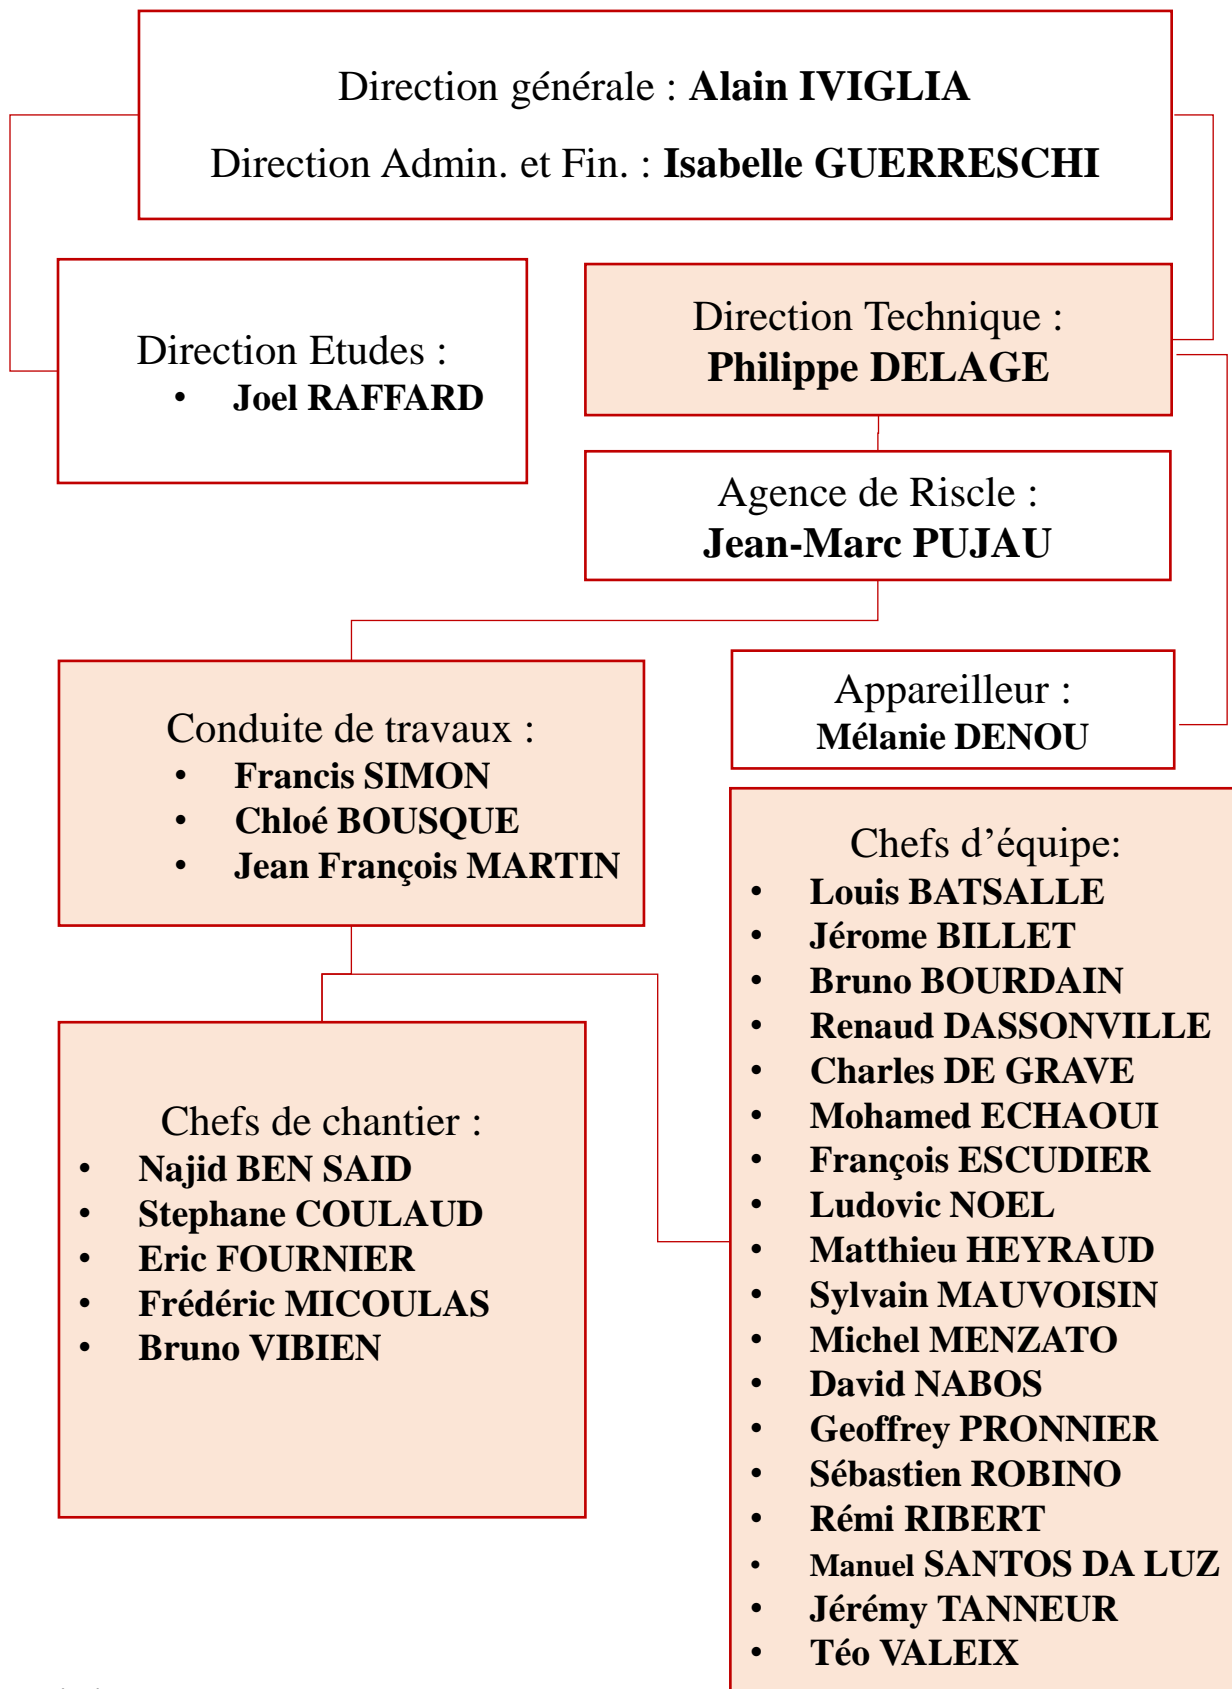 Direction générale : Alain IVIGLIA
Direction Admin. et Fin. : Isabelle GUERRESCHI
Direction Etudes :
• Joel RAFFARD
Direction Technique :
Philippe DELAGE
Agence de Riscle :
Jean-Marc PUJAU
Appareilleur :
Mélanie DENOU
Conduite de travaux :
• Francis SIMON
• Chloé BOUSQUE
• Jean François MARTIN
Chefs de chantier :
• Najid BEN SAID
• Stephane COULAUD
• Eric FOURNIER
• Frédéric MICOULAS
• Bruno VIBIEN
Chefs d’équipe:
• Louis BATSALLE
• Jérome BILLET
• Bruno BOURDAIN
• Renaud DASSONVILLE
• Charles DE GRAVE
• Mohamed ECHAOUI
• François ESCUDIER
• Ludovic NOEL
• Matthieu HEYRAUD
• Sylvain MAUVOISIN
• Michel MENZATO
• David NABOS
• Geoffrey PRONNIER
• Sébastien ROBINO
• Rémi RIBERT
• Manuel SANTOS DA LUZ
• Jérémy TANNEUR
• Téo VALEIX